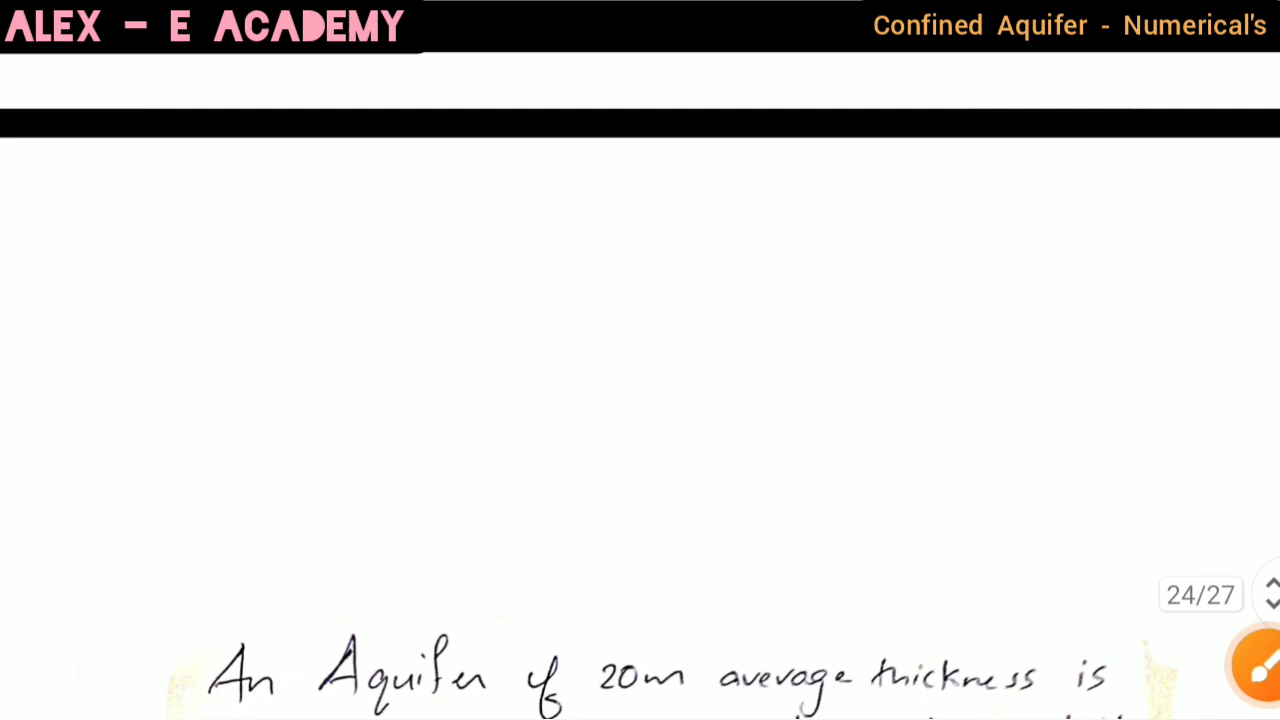 ALEX - E ACADEMY
Confined Aquifer - Numerical's
24/27
An Aquifer of 20m average thickness is